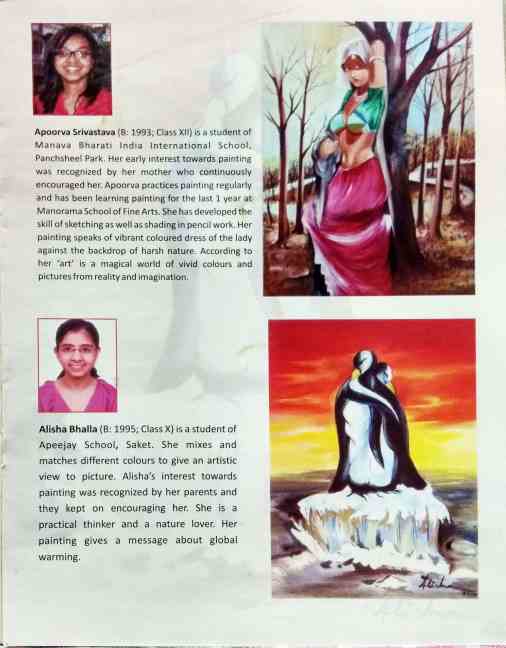 Apoorva Srivastava (B: 1993; Class XII) is a student of
Manava Bharati India International School,
Panchsheel Park. Her early interest towards painting
was recognized by her mother who continuously
encouraged her. Apoorva practices painting regularly
and has been learning painting for the last 1 year at
Manorama School of Fine Arts. She has developed the
skill of sketching as well as shading in pencil work. Her
painting speaks of vibrant coloured dress of the lady
against the backdrop of harsh nature. According to
her 'art' is a magical world of vivid colours and
pictures from reality and imagination.
Alisha Bhalla (B: 1995; Class X) is a student of
Apeejay School, Saket. She mixes and
matches different colours to give an artistic
view to picture. Alisha's interest towards
painting was recognized by her parents and
they kept on encouraging her. She is a
practical thinker and a nature lover. Her
painting gives a message about global
warming.